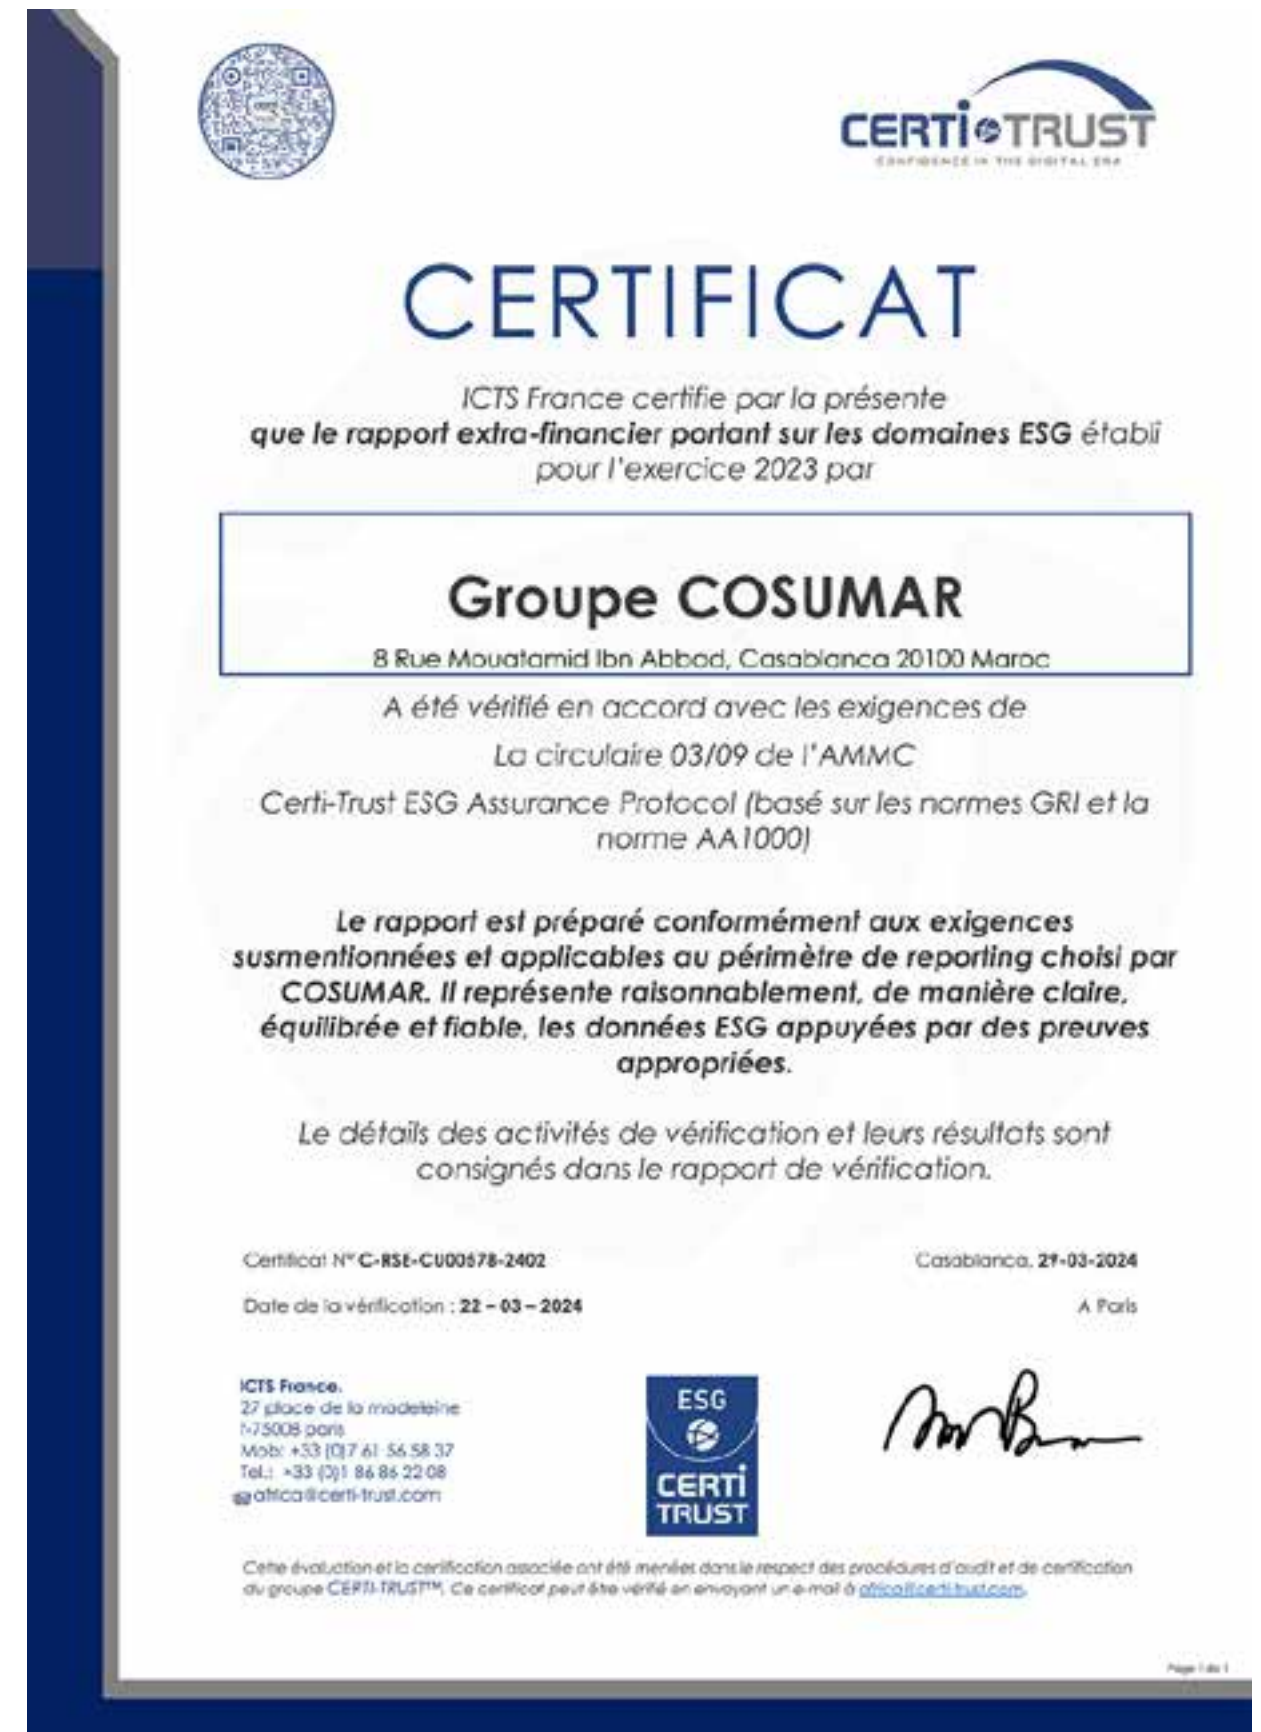 CERTI TRUST
CONFIDENCE IN THE DIGITAL ERA
CERTIFICAT
ICTS France certifie par la présente
que le rapport extra-financier portant sur les domaines ESG établi
pour l'exercice 2023 par
Groupe COSUMAR
8 Rue Mouatamid Ibn Abbad, Casablanca 20100 Maroc
A été vérifié en accord avec les exigences de
La circulaire 03/09 de l'AMMC
Certi-Trust ESG Assurance Protocol (basé sur les normes GRI et la
norme AA1000)
Le rapport est préparé conformément aux exigences
susmentionnées et applicables au périmètre de reporting choisi par
COSUMAR. Il représente raisonnablement, de manière claire,
équilibrée et fiable, les données ESG appuyées par des preuves
appropriées.
Le détails des activités de vérification et leurs résultats sont
consignés dans le rapport de vérification.
Certificat N° C-RSE-CU00578-2402
Casablanca, 29-03-2024
Date de la vérification : 22 – 03 – 2024
A Paris
ICTS France.
27 place de la madeleine
paris
Mob: +33 (0)7 61 56 58 37
Tel.: +33 (0)1 86 86 22 08
africa@certi-trust.com
ESG
CERTI
TRUST
Cette évaluation et la certification associée ont été menées dans le respect des procédures d'audit et de certification
du groupe CERTI-TRUST™. Ce certificat peut être vérifié en envoyant un e-mail à africa@certi-trust.com.
Page 1 de 1